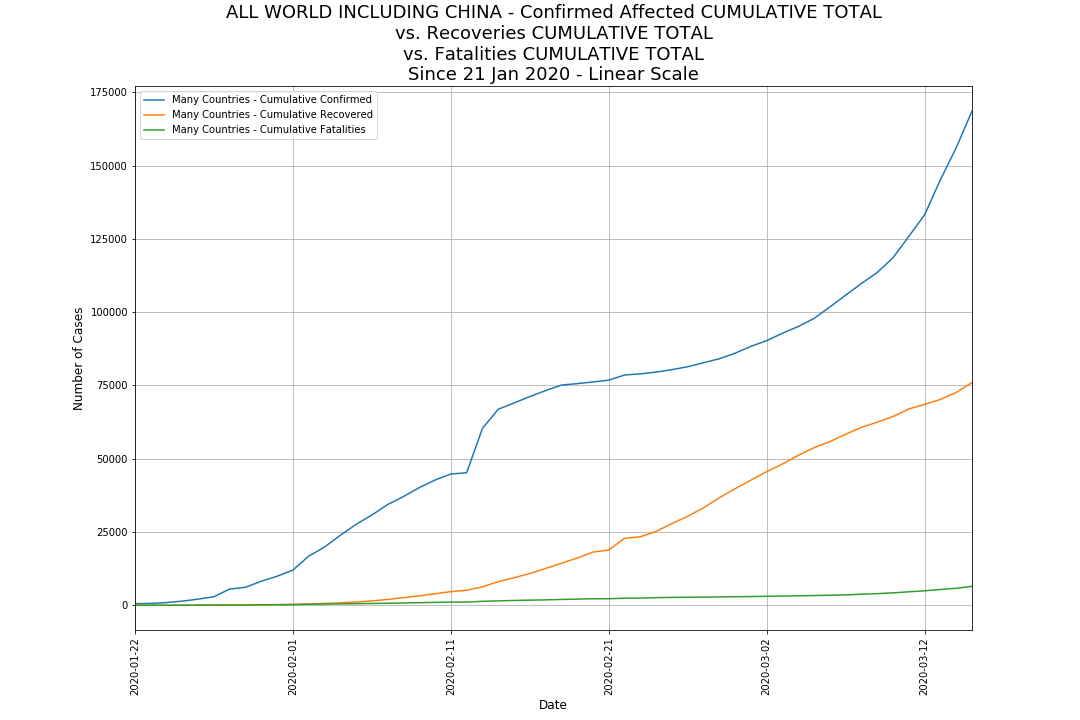 ALL WORLD INCLUDING CHINA - Confirmed Affected CUMULATIVE TOTAL
vs. Recoveries CUMULATIVE TOTAL
vs. Fatalities CUMULATIVE TOTAL
Since 21 Jan 2020 - Linear Scale
Many Countries - Cumulative Confirmed
Many Countries - Cumulative Recovered
Many Countries - Cumulative Fatalities
175000
150000
125000
100000
75000
50000
25000
0
Number of Cases
2020-01-22
2020-02-01
2020-02-11
2020-02-21
2020-03-02
2020-03-12
Date